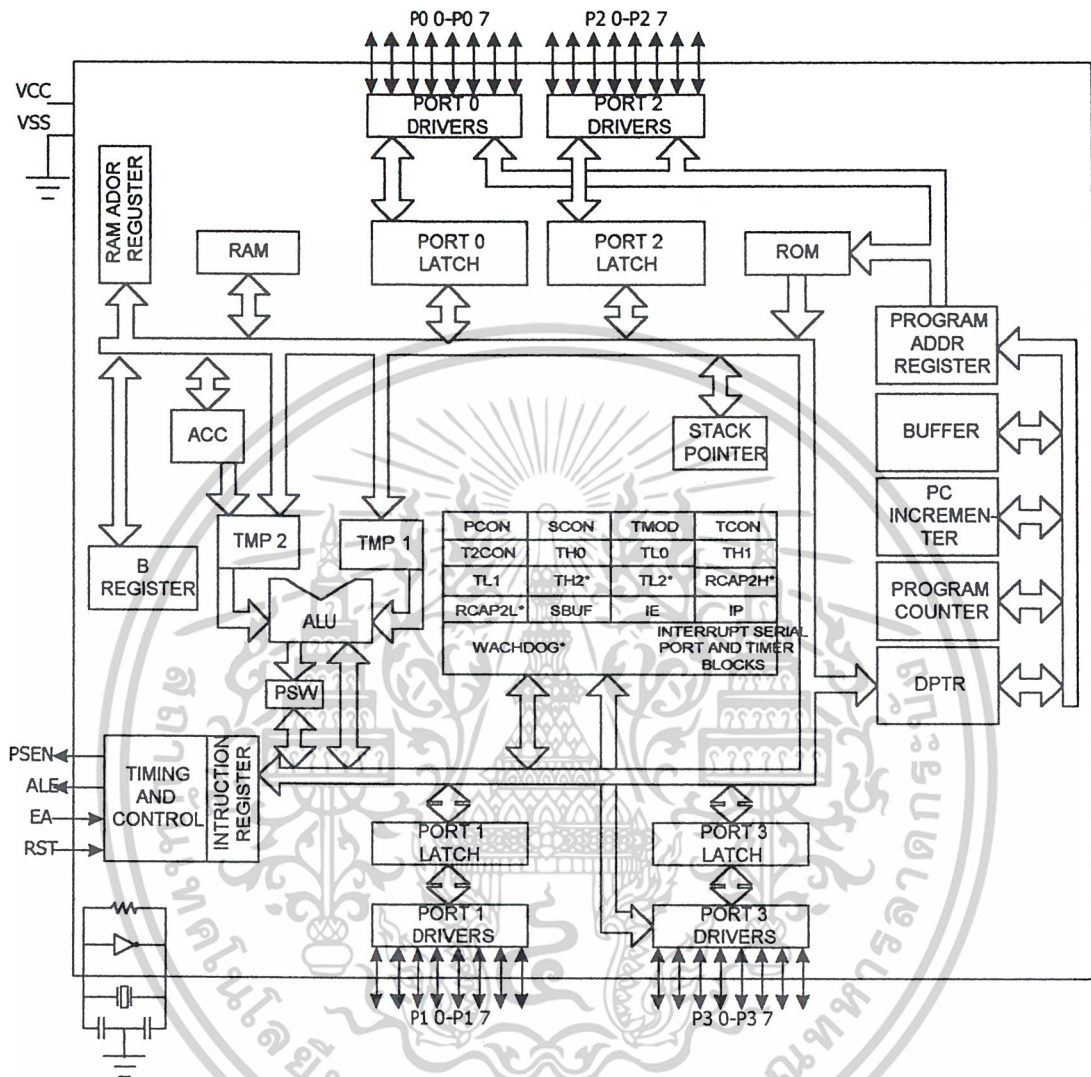 P0 0-P0 7
P2 0-P2 7
VCC
VSS
PORT 0
DRIVERS
PORT 2
DRIVERS
RAM ADOR
REGUSTER
RAM
PORT 0
LATCH
PORT 2
LATCH
ROM
PROGRAM
ADDR
REGISTER
ACC
STACK
POINTER
BUFFER
TMP 2
TMP 1
PC
INCREMEN-
TER
B
REGISTER
ALU
PCON SCON TMOD TCON
T2CON TH0 TL0 TH1
TL1 TH2* TL2* RCAP2H*
RCAP2L* SBUF IE IP
WACHDOG*
INTERRUPT SERIAL
PORT AND TIMER
BLOCKS
PROGRAM
COUNTER
PSW
DPTR
PSEN
ALE
EA
RST
TIMING
AND
CONTROL
INTRUCTION
REGISTER
PORT 1
LATCH
PORT 3
LATCH
PORT 1
DRIVERS
PORT 3
DRIVERS
P1 0-P1 7
P3 0-P3 7